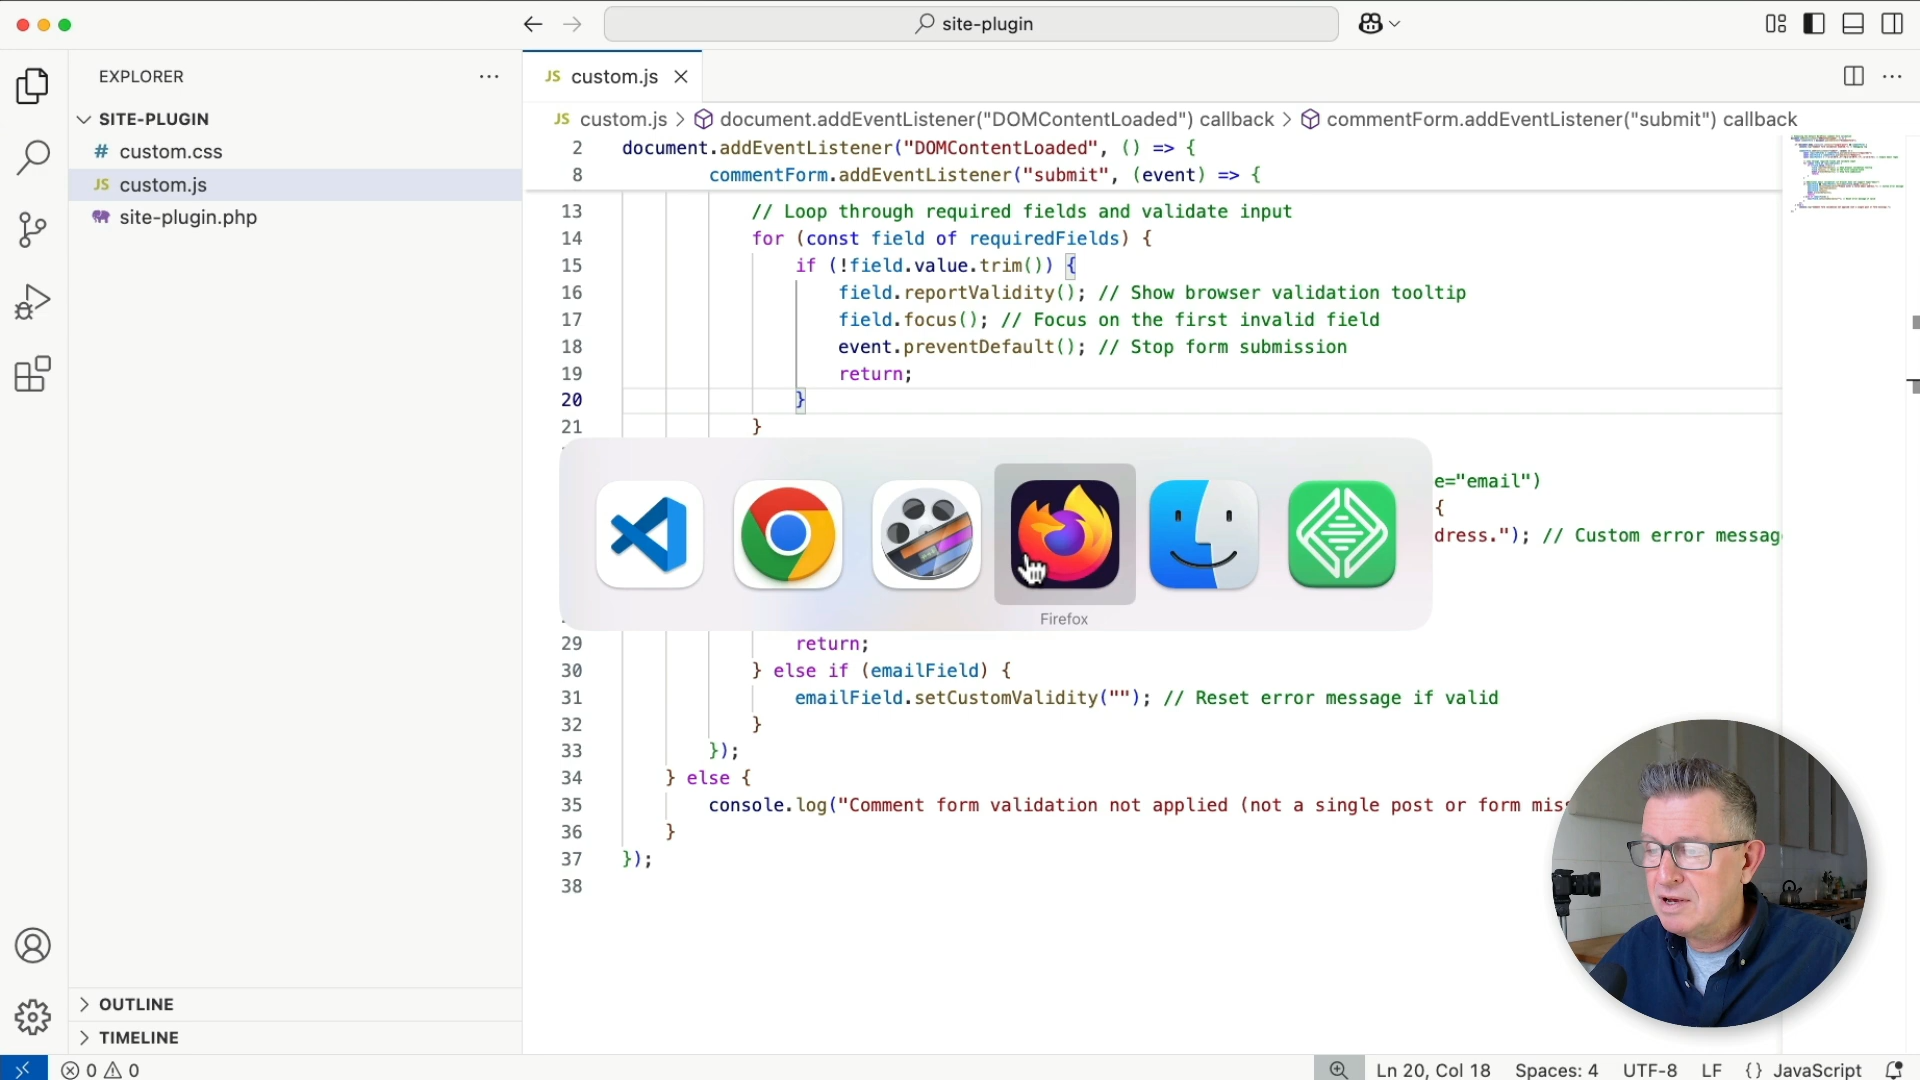 site-plugin
EXPLORER
SITE-PLUGIN
# custom.css
JS custom.js
site-plugin.php
OUTLINE
TIMELINE
JS custom.js
JS custom.js > document.addEventListener("DOMContentLoaded") callback > commentForm.addEventListener("submit") callback
2 document.addEventListener("DOMContentLoaded", () => {
8 commentForm.addEventListener("submit", (event) => {
13 // Loop through required fields and validate input
14 for (const field of requiredFields) {
15 if (!field.value.trim()) {
16 field.reportValidity(); // Show browser validation tooltip
17 field.focus(); // Focus on the first invalid field
18 event.preventDefault(); // Stop form submission
19 return;
20 }
21 }
e="email")
{
dress."); // Custom error messag
Firefox
29 return;
30 } else if (emailField) {
31 emailField.setCustomValidity(""); // Reset error message if valid
32 }
33 });
34 } else {
35 console.log("Comment form validation not applied (not a single post or form mis
36 }
37 });
38
0 0
Ln 20, Col 18 Spaces: 4 UTF-8 LF {} JavaScript